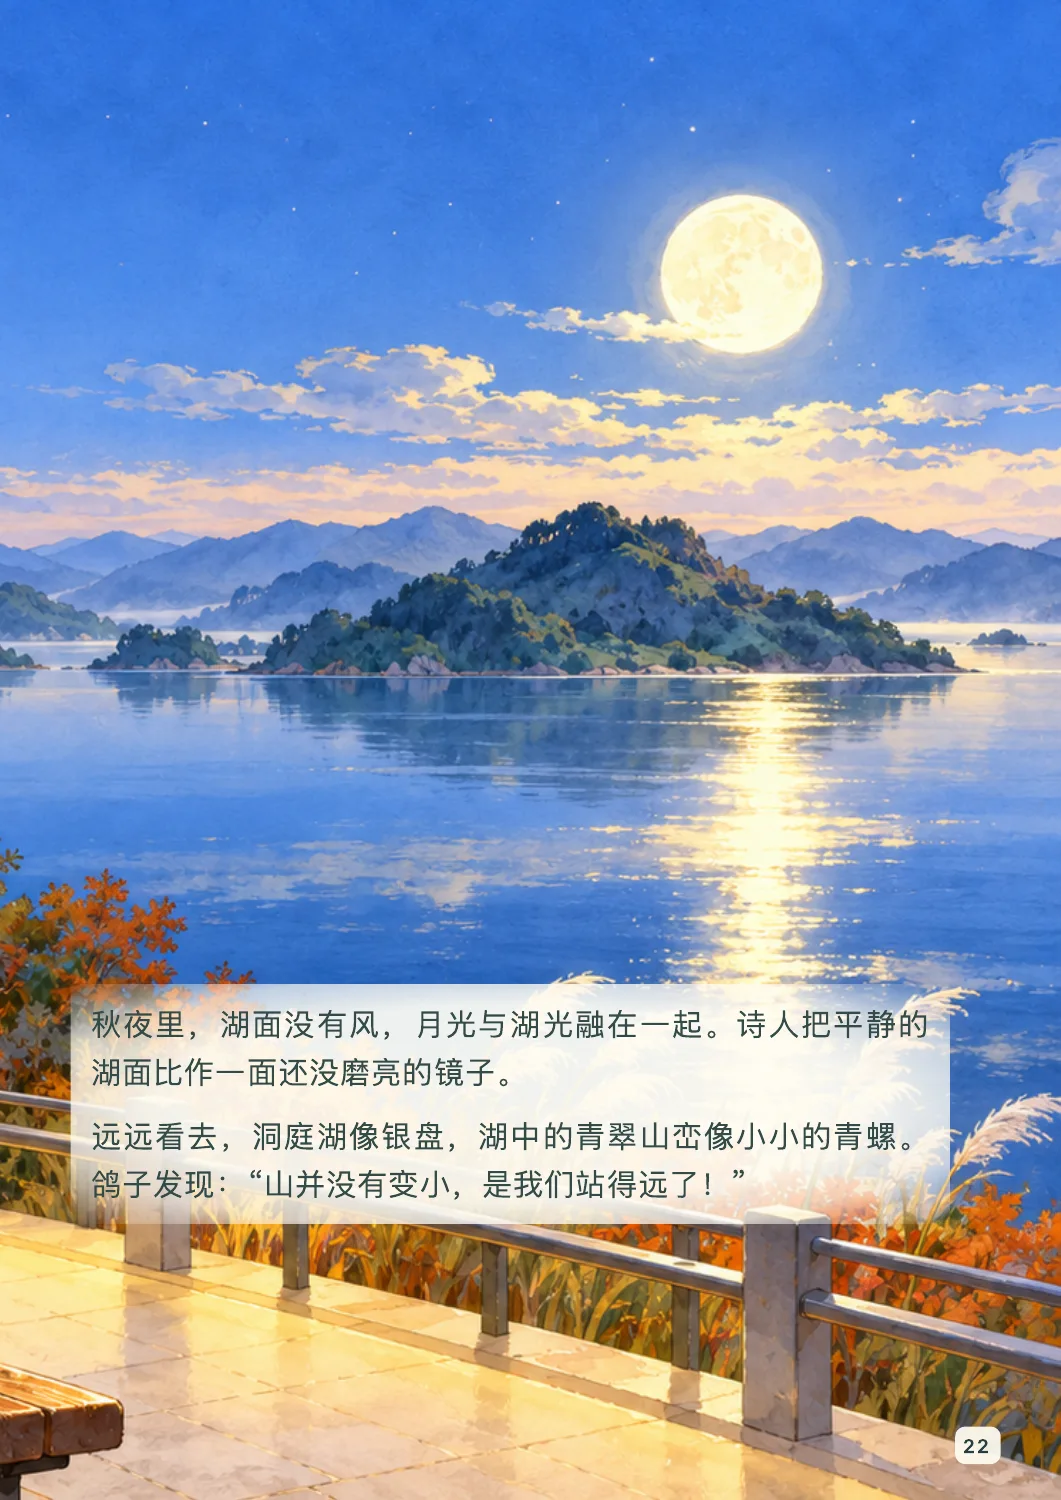 秋夜里，湖面没有风，月光与湖光融在一起。诗人把平静的
湖面比作一面还没磨亮的镜子。
远远看去，洞庭湖像银盘，湖中的青翠山峦像小小的青螺。
鸽子发现：“山并没有变小，是我们站得远了！”
22